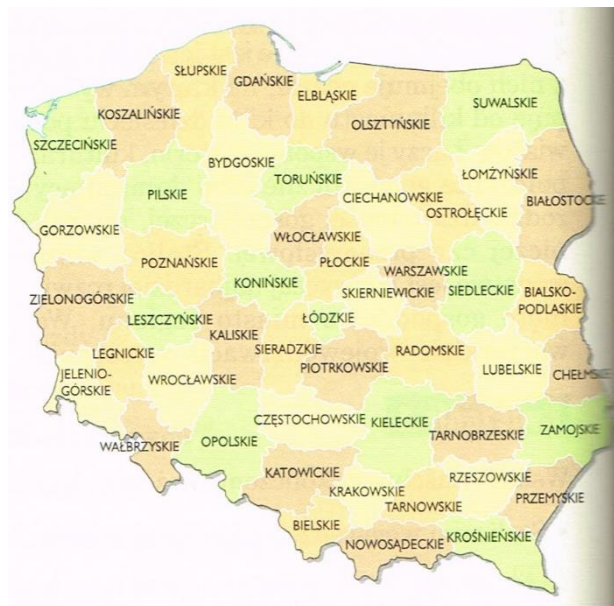 SŁUPSKIE
GDAŃSKIE
ELBLĄSKIE
SUWALSKIE
KOSZALIŃSKIE
OLSZTYŃSKIE
SZCZECIŃSKIE
BYDGOSKIE
TORUŃSKIE
ŁOMŻYŃSKIE
PILSKIE
CIECHANOWSKIE
BIAŁOSTOCKIE
OSTROŁĘCKIE
GORZOWSKIE
WŁOCŁAWSKIE
POZNAŃSKIE
PŁOCKIE
WARSZAWSKIE
KONIŃSKIE
SKIERNIEWICKIE
SIEDLECKIE
BIALSKO-
PODLASKIE
ZIELONOGÓRSKIE
LESZCZYŃSKIE
ŁÓDZKIE
KALISKIE
LEGNICKIE
SIERADZKIE
RADOMSKIE
PIOTRKOWSKIE
LUBELSKIE
CHEŁMSKIE
JELENIO-
GÓRSKIE
WROCŁAWSKIE
CZĘSTOCHOWSKIE
KIELECKIE
ZAMOJSKIE
TARNOBRZESKIE
WAŁBRZYSKIE
OPOLSKIE
KATOWICKIE
RZESZOWSKIE
KRAKOWSKIE
PRZEMYSKIE
TARNOWSKIE
BIELSKIE
KROŚNIEŃSKIE
NOWOSĄDECKIE